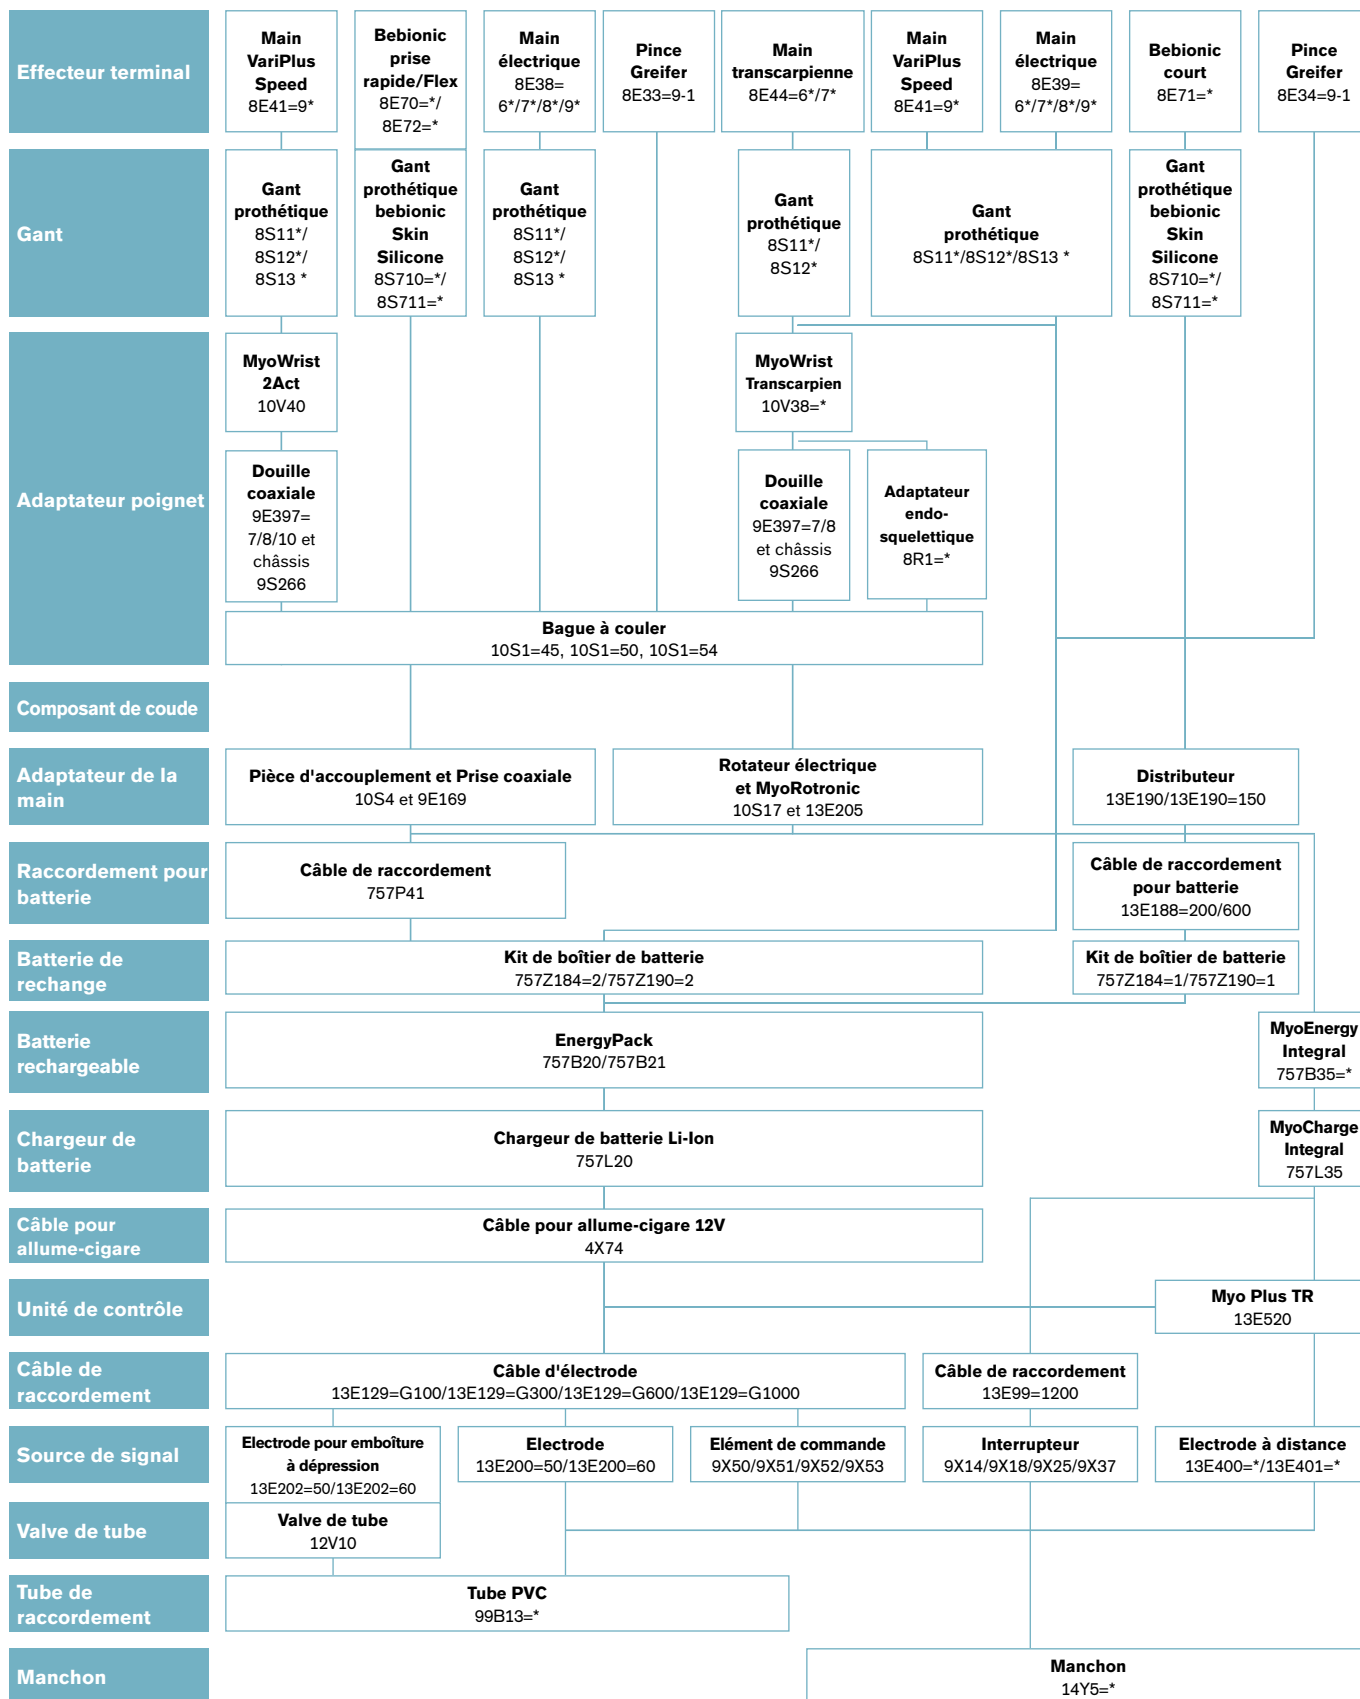 Effecteur terminal
Main
VariPlus
Speed
8E41=9*
Bebionic
prise
rapide/Flex
8E70=*/
8E72=*
Main
électrique
8E38=
6*/7*/8*/9*
Pince
Greifer
8E33=9-1
Main
transcarpienne
8E44=6*/7*
Main
VariPlus
Speed
8E41=9*
Main
électrique
8E39=
6*/7*/8*/9*
Bebionic
court
8E71=*
Pince
Greifer
8E34=9-1
Gant
Gant
prothétique
8S11*/
8S12*/
8S13 *
Gant
prothétique
bebionic
Skin
Silicone
8S710=*/
8S711=*
Gant
prothétique
8S11*/
8S12*/
8S13 *
Gant
prothétique
8S11*/
8S12*
Gant
prothétique
8S11*/8S12*/8S13 *
Gant
prothétique
bebionic
Skin
Silicone
8S710=*/
8S711=*
Adaptateur poignet
MyoWrist
2Act
10V40
MyoWrist
Transcarpien
10V38=*
Douille
coaxiale
9E397=
7/8/10 et
châssis
9S266
Douille
coaxiale
9E397=7/8
et châssis
9S266
Adaptateur
endo-
squelettique
8R1=*
Bague à couler
10S1=45, 10S1=50, 10S1=54
Composant de coude
Adaptateur de la
main
Pièce d'accouplement et Prise coaxiale
10S4 et 9E169
Rotateur électrique
et MyoRotronic
10S17 et 13E205
Distributeur
13E190/13E190=150
Raccordement pour
batterie
Câble de raccordement
757P41
Câble de raccordement
pour batterie
13E188=200/600
Batterie de
rechange
Kit de boîtier de batterie
757Z184=2/757Z190=2
Kit de boîtier de batterie
757Z184=1/757Z190=1
Batterie
rechargeable
EnergyPack
757B20/757B21
MyoEnergy
Integral
757B35=*
Chargeur de
batterie
Chargeur de batterie Li-Ion
757L20
MyoCharge
Integral
757L35
Câble pour
allume-cigare
Câble pour allume-cigare 12V
4X74
Unité de contrôle
Myo Plus TR
13E520
Câble de
raccordement
Câble d'électrode
13E129=G100/13E129=G300/13E129=G600/13E129=G1000
Câble de raccordement
13E99=1200
Source de signal
Electrode pour emboîture
à dépression
13E202=50/13E202=60
Electrode
13E200=50/13E200=60
Elément de commande
9X50/9X51/9X52/9X53
Interrupteur
9X14/9X18/9X25/9X37
Electrode à distance
13E400=*/13E401=*
Valve de tube
Valve de tube
12V10
Tube de
raccordement
Tube PVC
99B13=*
Manchon
Manchon
14Y5=*